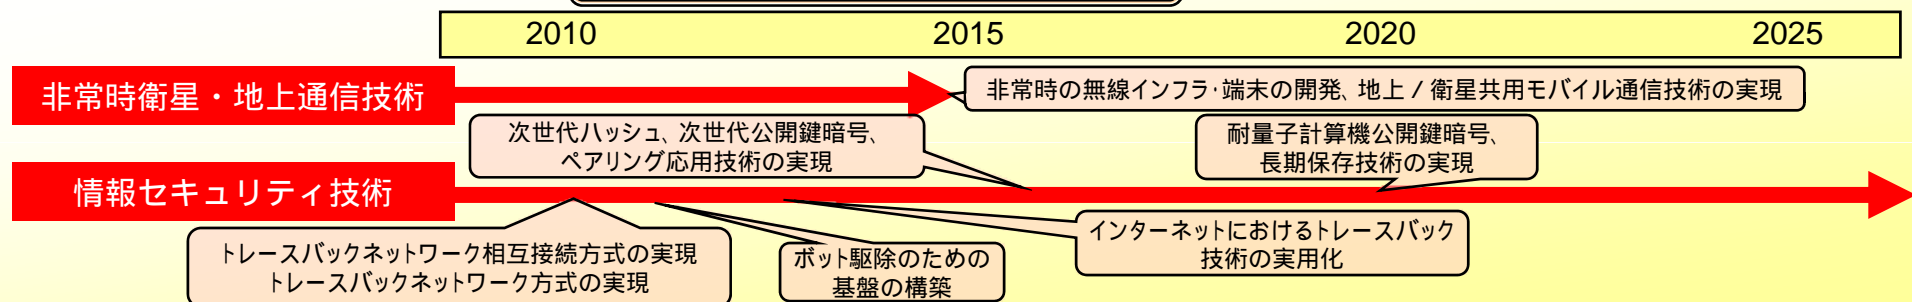 2010 2015 2020 2025
非常時衛星・地上通信技術
非常時の無線インフラ・端末の開発、地上/衛星共用モバイル通信技術の実現
次世代ハッシュ、次世代公開鍵暗号、
ペアリング応用技術の実現
耐量子計算機公開鍵暗号、
長期保存技術の実現
情報セキュリティ技術
トレースバックネットワーク相互接続方式の実現
トレースバックネットワーク方式の実現
ボット駆除のための
基盤の構築
インターネットにおけるトレースバック
技術の実用化